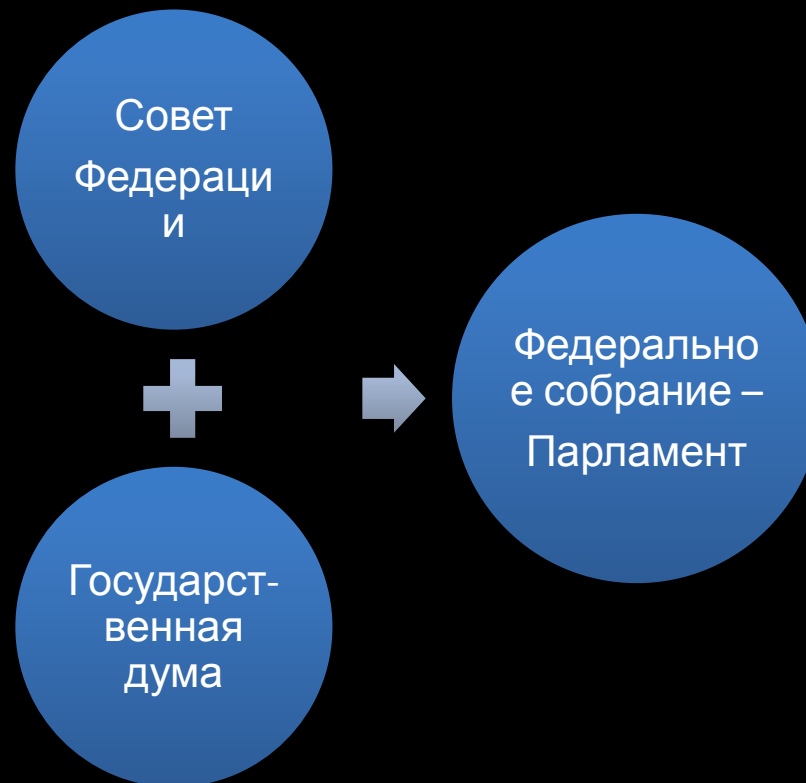 Совет
Федераци
и
Государст-
венная
дума
Федерально
е собрание –
Парламент